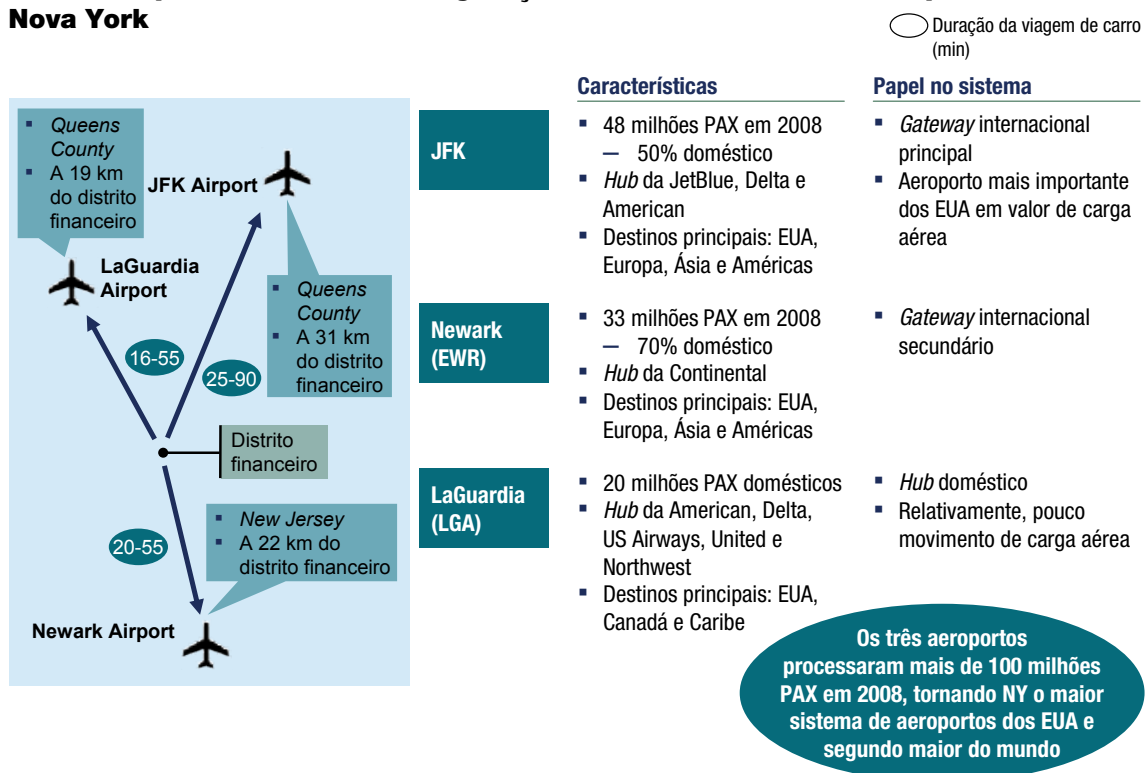 Nova York
Duração da viagem de carro
(min)
Queens
County
A 19 km
do distrito
financeiro
JFK Airport
LaGuardia
Airport
Queens
County
A 31 km
do distrito
financeiro
16-55
25-90
Distrito
financeiro
20-55
New Jersey
A 22 km do
distrito financeiro
Newark Airport
Características
Papel no sistema
JFK
48 milhões PAX em 2008
— 50% doméstico
Hub da JetBlue, Delta e
American
Destinos principais: EUA,
Europa, Ásia e Américas
Gateway internacional
principal
Aeroporto mais importante
dos EUA em valor de carga
aérea
Newark
(EWR)
33 milhões PAX em 2008
— 70% doméstico
Hub da Continental
Destinos principais: EUA,
Europa, Ásia e Américas
Gateway internacional
secundário
LaGuardia
(LGA)
20 milhões PAX domésticos
Hub da American, Delta,
US Airways, United e
Northwest
Destinos principais: EUA,
Canadá e Caribe
Hub doméstico
Relativamente, pouco
movimento de carga aérea
Os três aeroportos
processaram mais de 100 milhões
PAX em 2008, tornando NY o maior
sistema de aeroportos dos EUA e
segundo maior do mundo